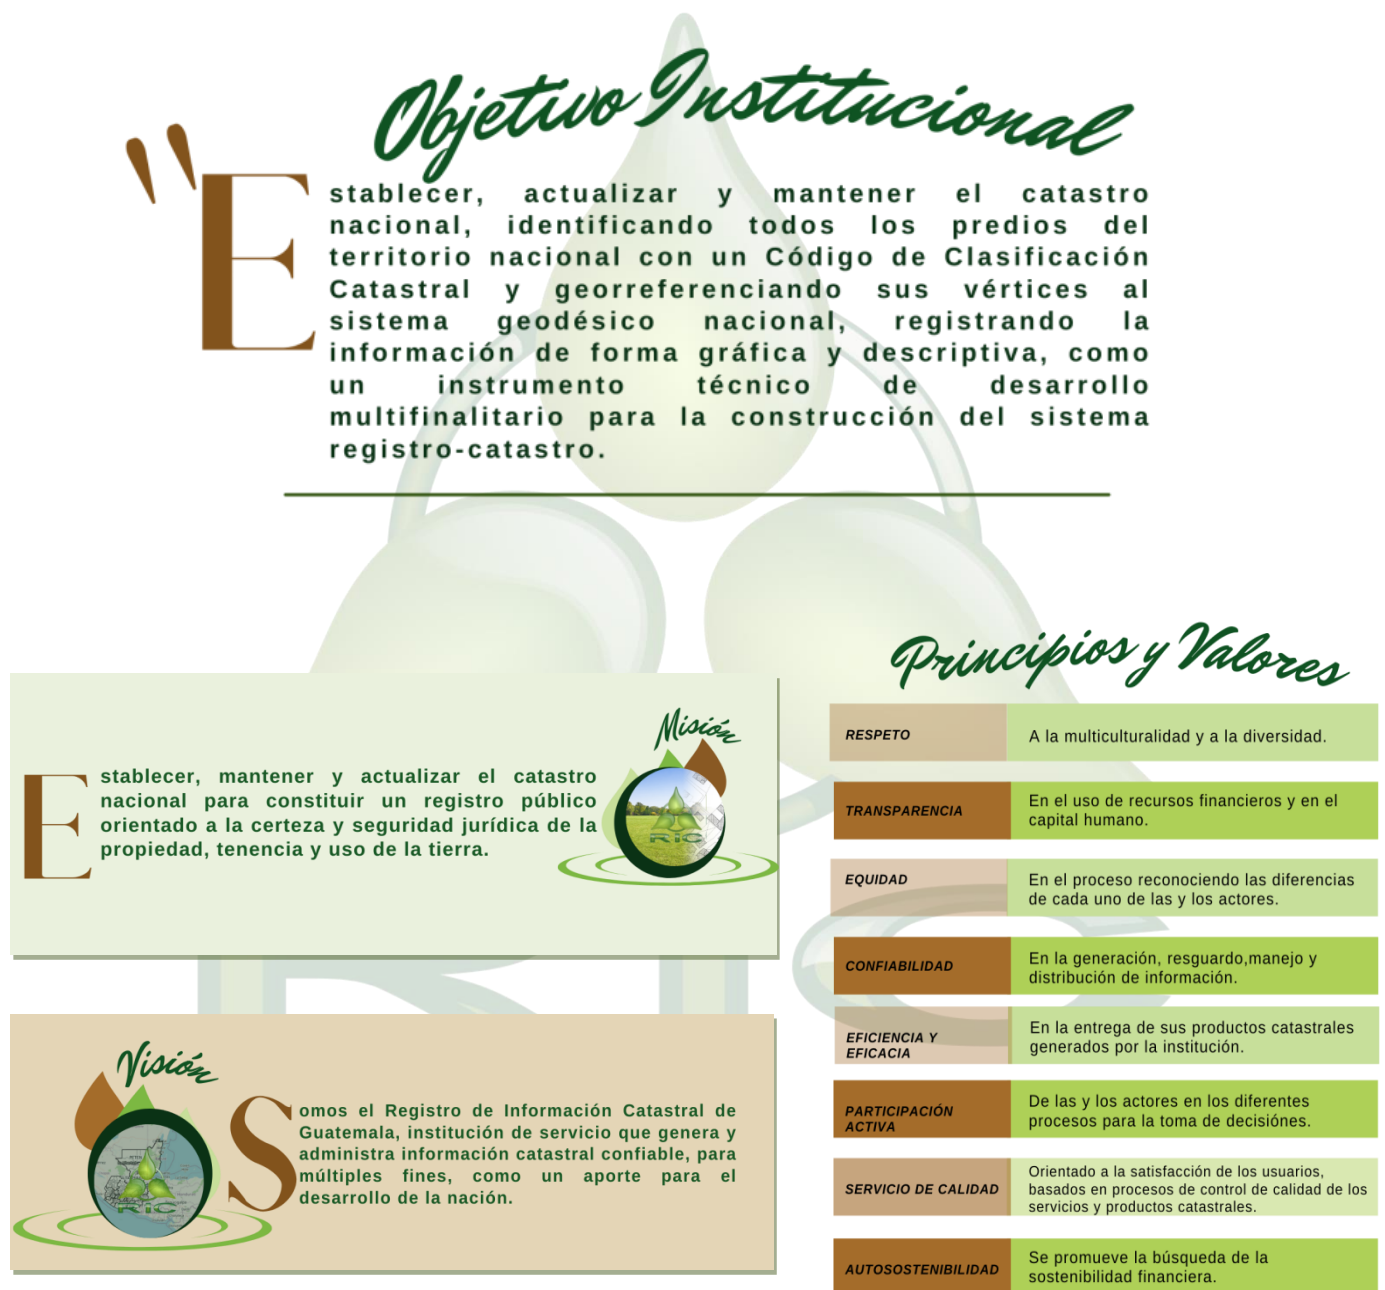 Objetivo Institucional
"Establecer, actualizar y mantener el catastro
nacional, identificando todos los predios del
territorio nacional con un Código de Clasificación
Catastral y georreferenciando sus vértices al
sistema geodésico nacional, registrando la
información de forma gráfica y descriptiva, como
un instrumento técnico de desarrollo
multifinalitario para la construcción del sistema
registro-catastro.
Misión
Establecer, mantener y actualizar el catastro
nacional para constituir un registro público
orientado a la certeza y seguridad jurídica de la
propiedad, tenencia y uso de la tierra.
RIC
Visión
Somos el Registro de Información Catastral de
Guatemala, institución de servicio que genera y
administra información catastral confiable, para
múltiples fines, como un aporte para el
desarrollo de la nación.
RIC
Principios y Valores
RESPETO
A la multiculturalidad y a la diversidad.
TRANSPARENCIA
En el uso de recursos financieros y en el
capital humano.
EQUIDAD
En el proceso reconociendo las diferencias
de cada uno de las y los actores.
CONFIABILIDAD
En la generación, resguardo,manejo y
distribución de información.
EFICIENCIA Y
EFICACIA
En la entrega de sus productos catastrales
generados por la institución.
PARTICIPACIÓN
ACTIVA
De las y los actores en los diferentes
procesos para la toma de decisiónes.
SERVICIO DE CALIDAD
Orientado a la satisfacción de los usuarios,
basados en procesos de control de calidad de los
servicios y productos catastrales.
AUTOSOSTENIBILIDAD
Se promueve la búsqueda de la
sostenibilidad financiera.